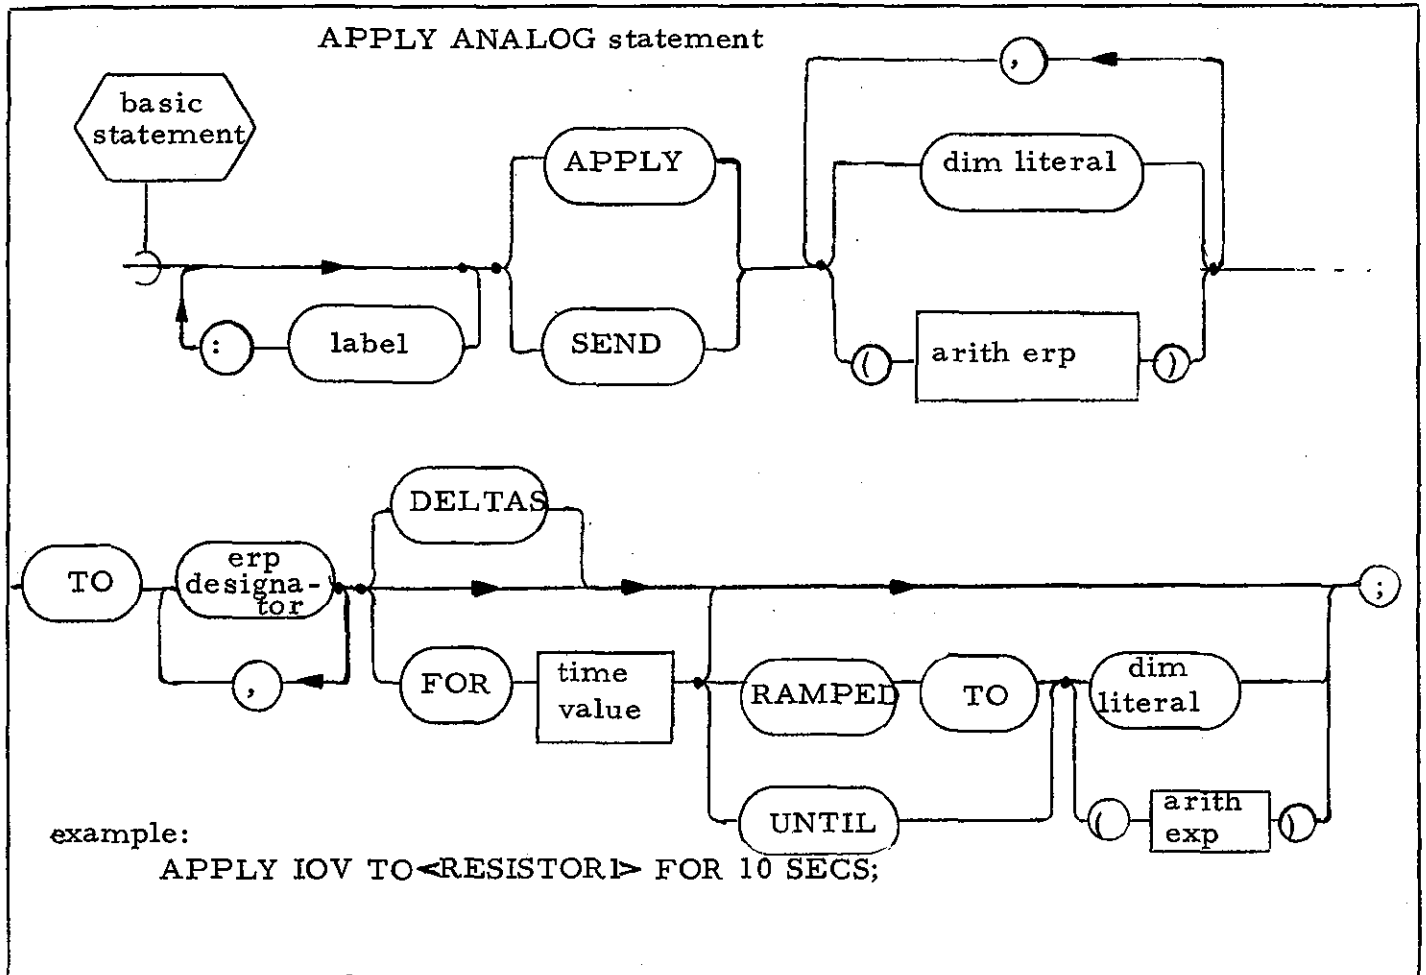 APPLY ANALOG statement
basic
statement
,
APPLY
dim literal
: label
SEND
( arith erp )
TO
erp
designa-
tor
,
DELTAS
FOR
time
value
RAMPED
TO
dim
literal
;
UNTIL
(
arith
exp
)
example:
APPLY IOV TO<RESISTOR1> FOR 10 SECS;